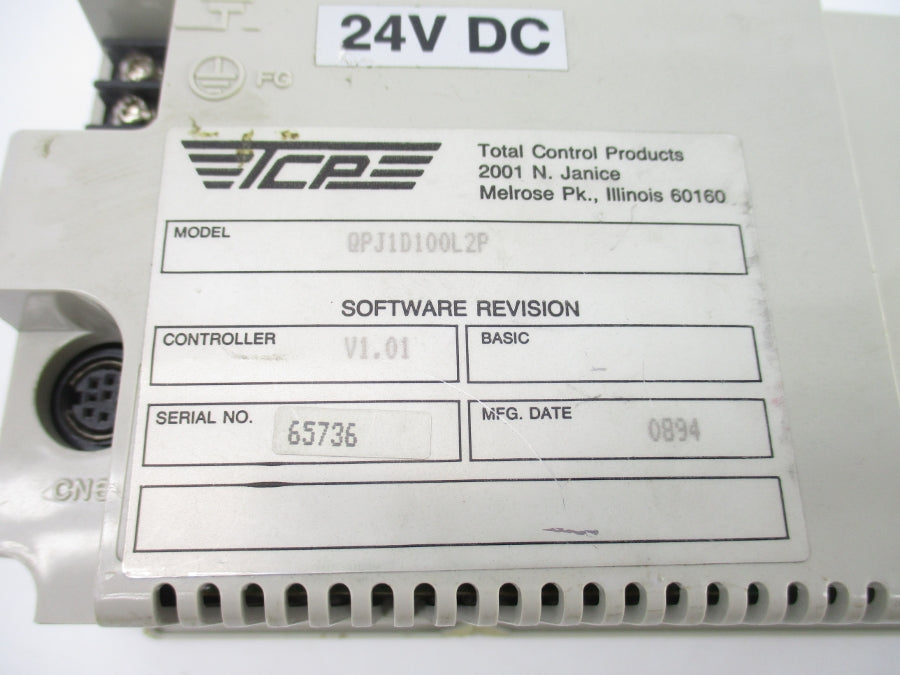 24V DC
FG
TCP
Total Control Products
2001 N. Janice
Melrose Pk., Illinois 60160
MODEL QPJ1D100L2P
SOFTWARE REVISION
CONTROLLER V1.01
BASIC
SERIAL NO. 65736
MFG. DATE 0894